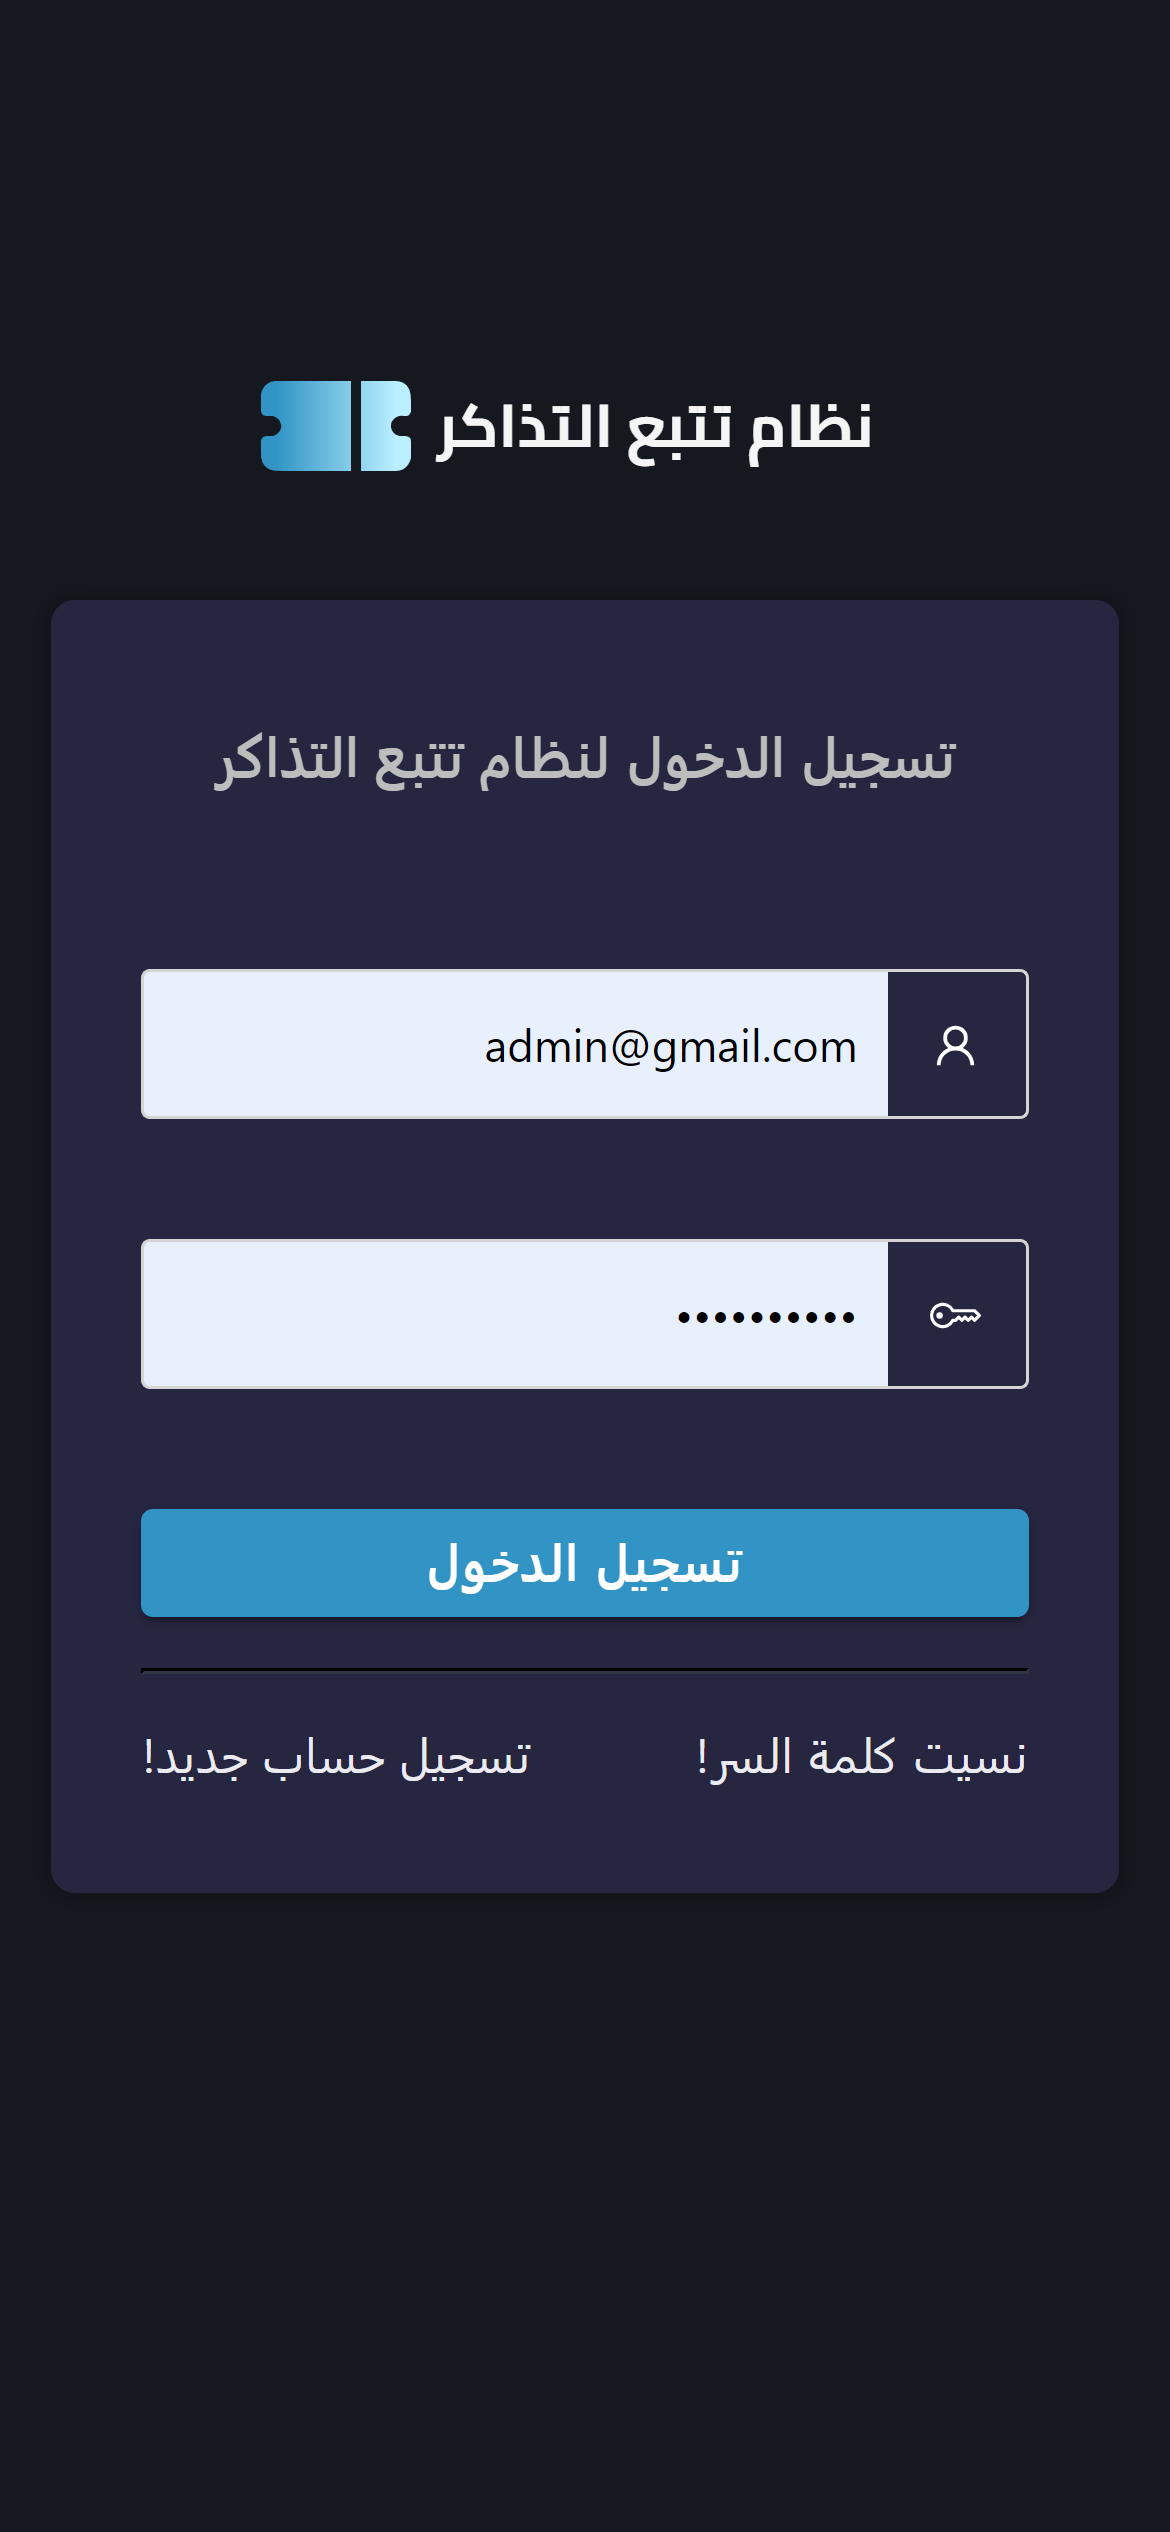 نظام تتبع التذاكر
تسجيل الدخول لنظام تتبع التذاكر
admin@gmail.com
••••••••••
تسجيل الدخول
نسيت كلمة السر!
تسجيل حساب جديد!